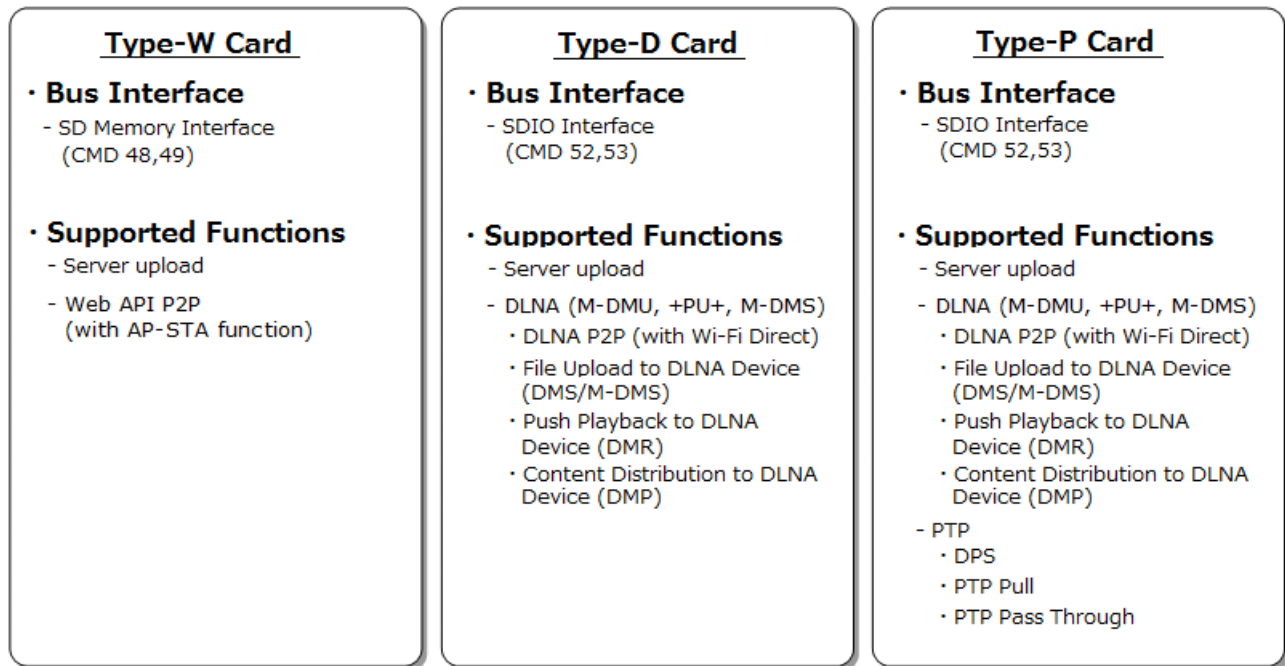 Type-W Card
· Bus Interface
- SD Memory Interface
(CMD 48,49)
· Supported Functions
- Server upload
- Web API P2P
(with AP-STA function)
Type-D Card
· Bus Interface
- SDIO Interface
(CMD 52,53)
· Supported Functions
- Server upload
- DLNA (M-DMU, +PU+, M-DMS)
· DLNA P2P (with Wi-Fi Direct)
· File Upload to DLNA Device
(DMS/M-DMS)
· Push Playback to DLNA
Device (DMR)
· Content Distribution to DLNA
Device (DMP)
Type-P Card
· Bus Interface
- SDIO Interface
(CMD 52,53)
· Supported Functions
- Server upload
- DLNA (M-DMU, +PU+, M-DMS)
· DLNA P2P (with Wi-Fi Direct)
· File Upload to DLNA Device
(DMS/M-DMS)
· Push Playback to DLNA
Device (DMR)
· Content Distribution to DLNA
Device (DMP)
- PTP
· DPS
· PTP Pull
· PTP Pass Through